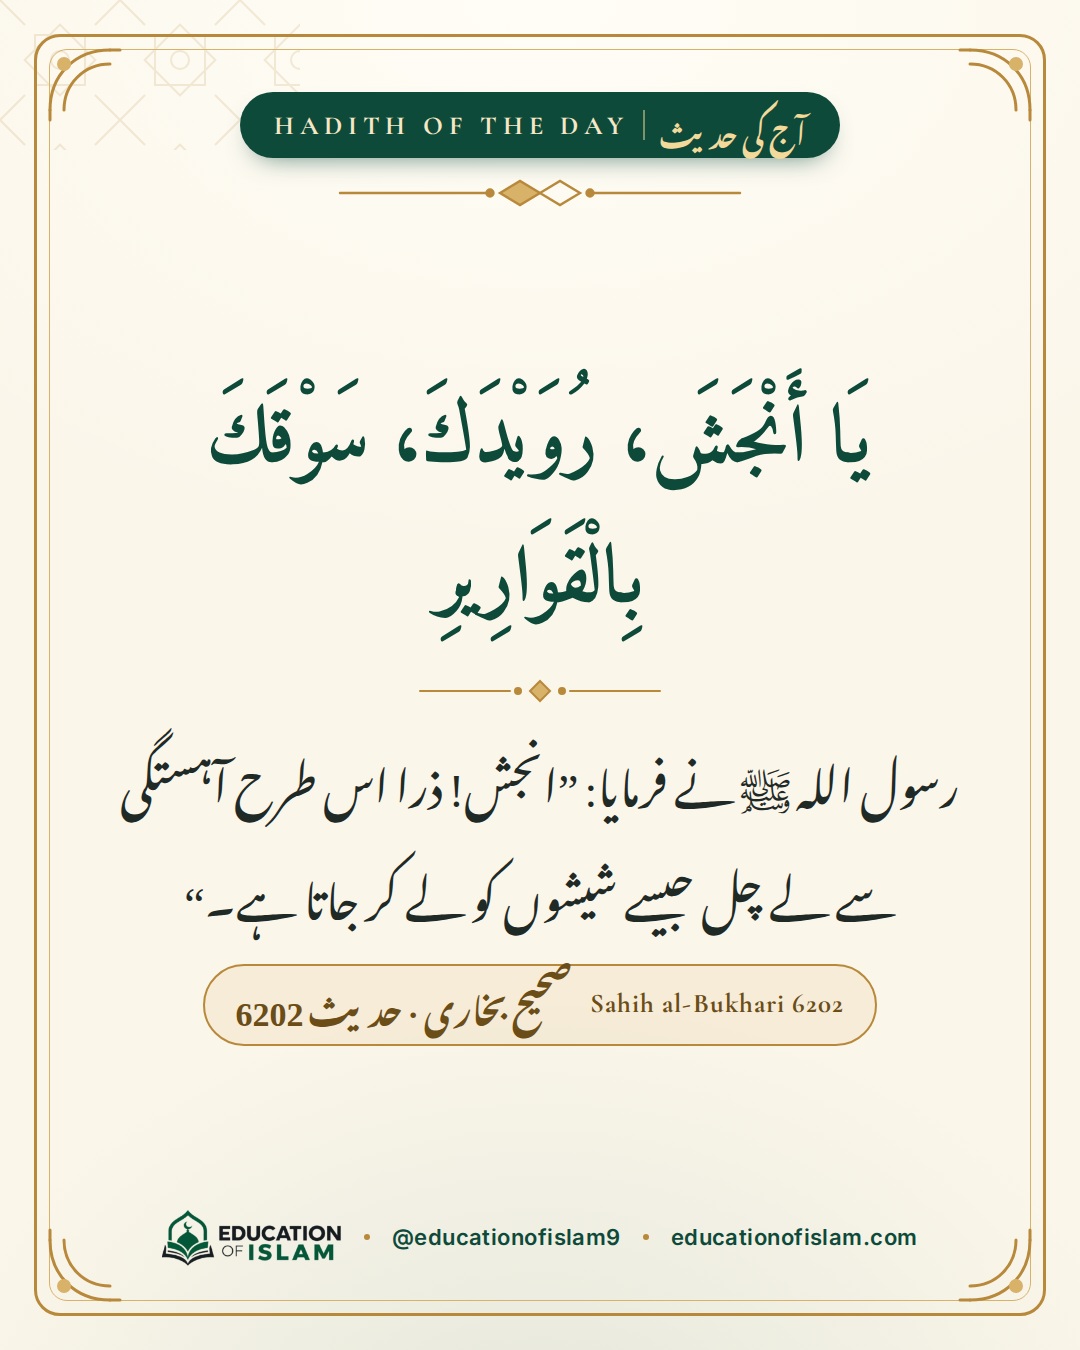 HADITH OF THE DAY | آج کی حدیث
يَا أَنْجَشَ، رُوَيْدَكَ، سَوْقَكَ
بِالْقَوَارِيرِ
رسول اللہ ﷺ نے فرمایا: ”انجش! ذرا اس طرح آہستگی
سے لے چل جیسے شیشوں کو لے کر جاتا ہے۔“
Sahih al-Bukhari 6202 صحیح بخاری · حدیث 6202
EDUCATION OF ISLAM • @educationofislam9 • educationofislam.com